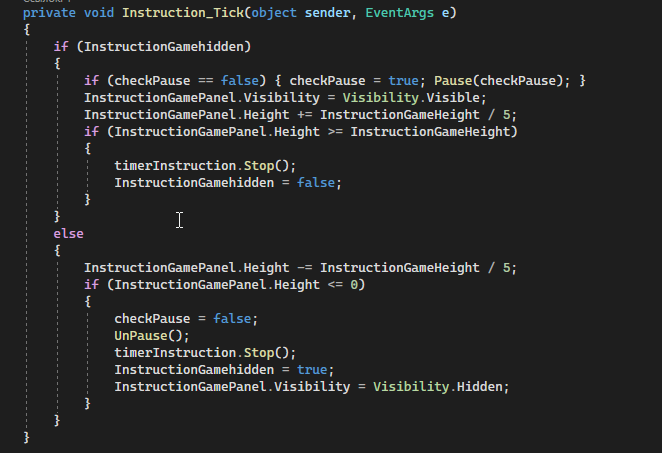 private void Instruction_Tick(object sender, EventArgs e)
{
if (InstructionGamehidden)
{
if (checkPause == false) { checkPause = true; Pause(checkPause); }
InstructionGamePanel.Visibility = Visibility.Visible;
InstructionGamePanel.Height += InstructionGameHeight / 5;
if (InstructionGamePanel.Height >= InstructionGameHeight)
{
timerInstruction.Stop();
InstructionGamehidden = false;
}
}
else
{
InstructionGamePanel.Height -= InstructionGameHeight / 5;
if (InstructionGamePanel.Height <= 0)
{
checkPause = false;
UnPause();
timerInstruction.Stop();
InstructionGamehidden = true;
InstructionGamePanel.Visibility = Visibility.Hidden;
}
}
}